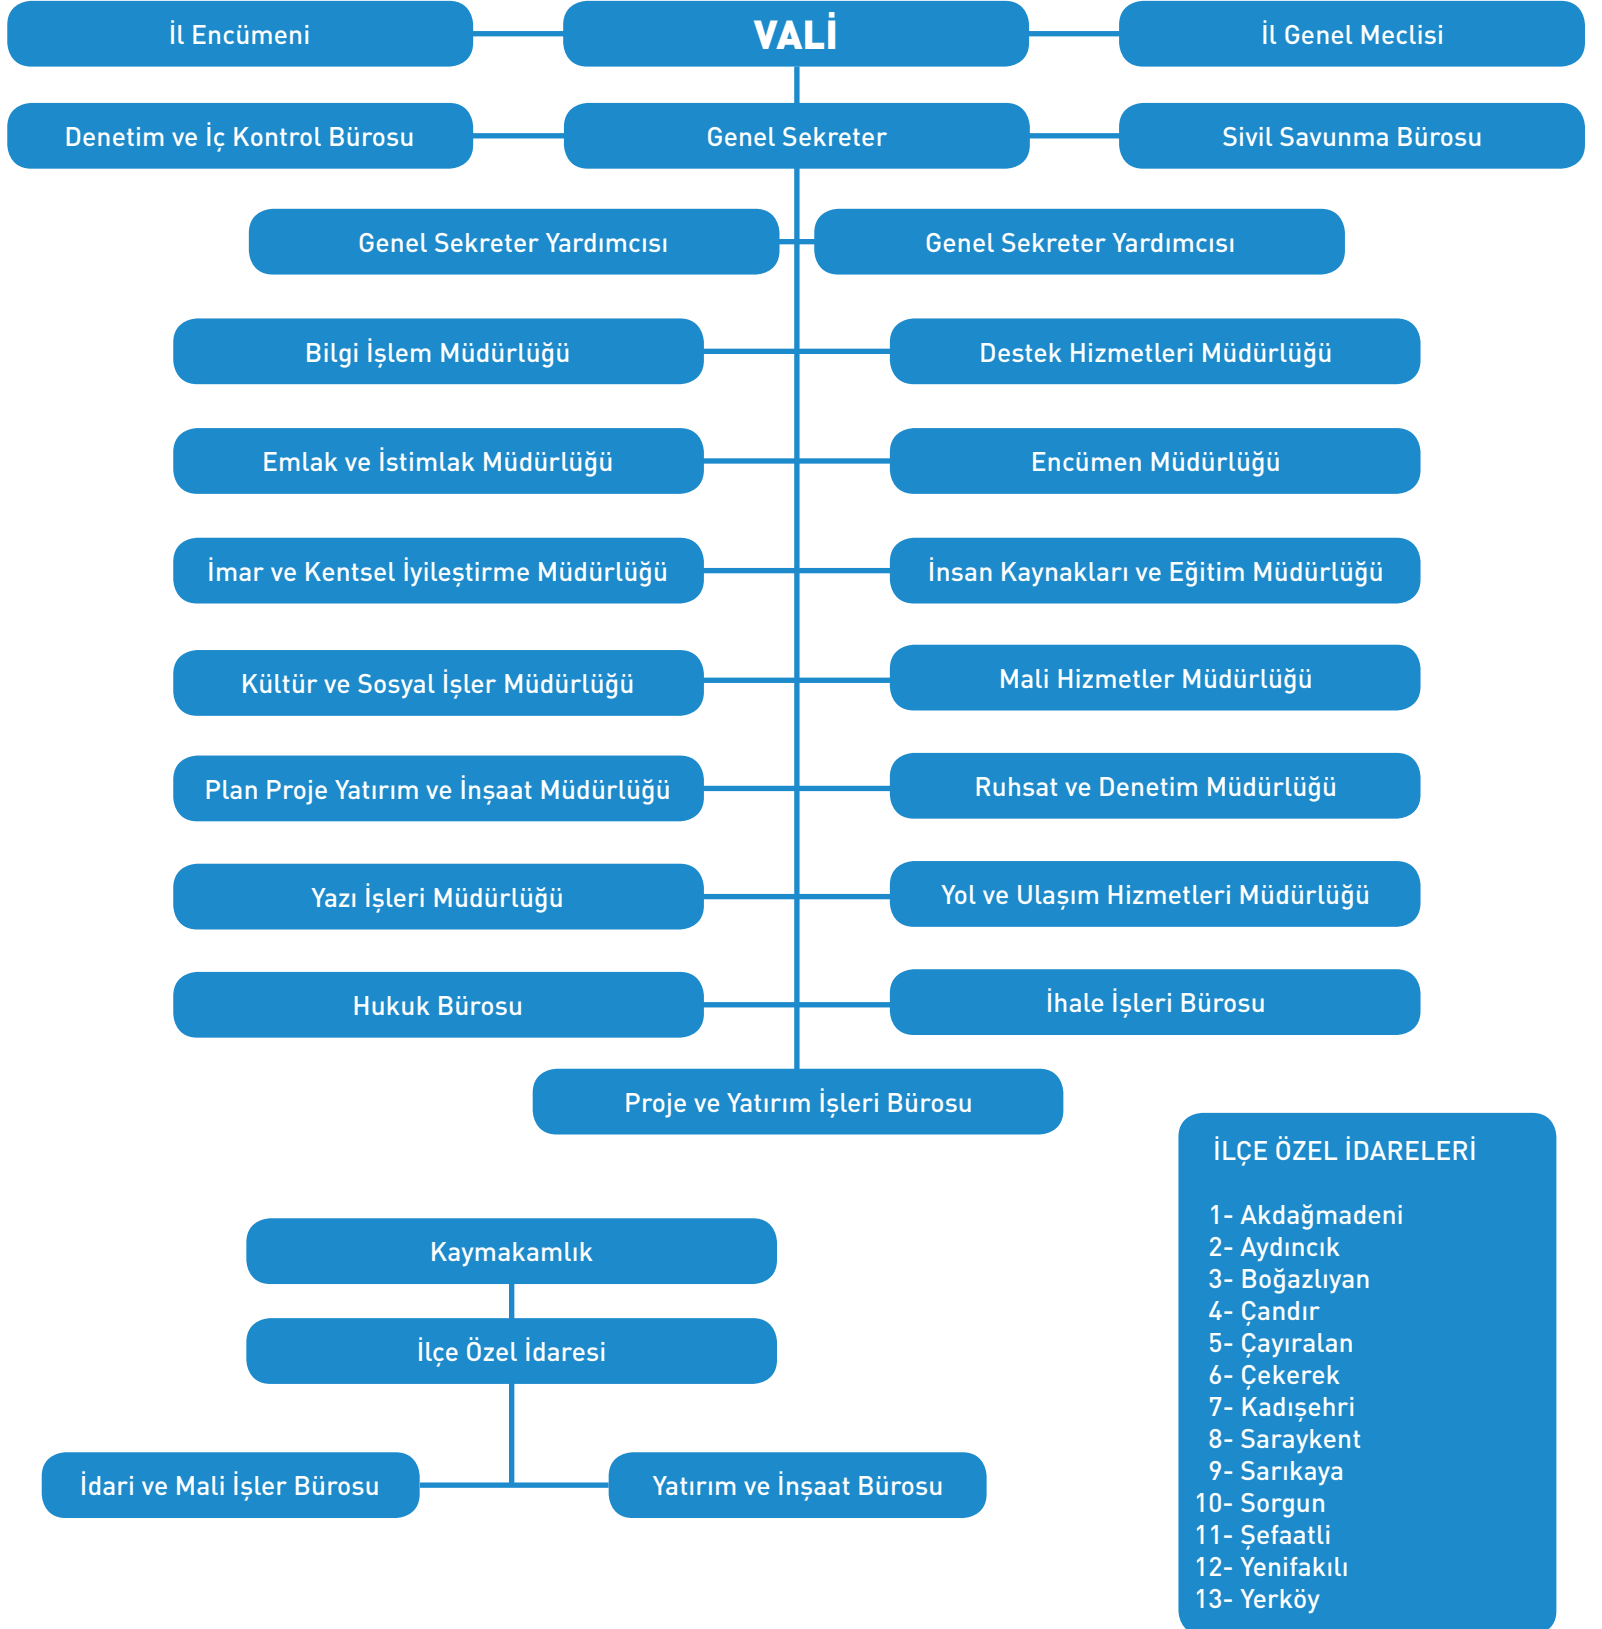 İl Encümeni
VALİ
İl Genel Meclisi
Denetim ve İç Kontrol Bürosu
Genel Sekreter
Sivil Savunma Bürosu
Genel Sekreter Yardımcısı
Genel Sekreter Yardımcısı
Bilgi İşlem Müdürlüğü
Destek Hizmetleri Müdürlüğü
Emlak ve İstimlak Müdürlüğü
Encümen Müdürlüğü
İmar ve Kentsel İyileştirme Müdürlüğü
İnsan Kaynakları ve Eğitim Müdürlüğü
Kültür ve Sosyal İşler Müdürlüğü
Mali Hizmetler Müdürlüğü
Plan Proje Yatırım ve İnşaat Müdürlüğü
Ruhsat ve Denetim Müdürlüğü
Yazı İşleri Müdürlüğü
Yol ve Ulaşım Hizmetleri Müdürlüğü
Hukuk Bürosu
İhale İşleri Bürosu
Proje ve Yatırım İşleri Bürosu
Kaymakamlık
İlçe Özel İdaresi
İdari ve Mali İşler Bürosu
Yatırım ve İnşaat Bürosu
İLÇE ÖZEL İDARELERİ
1- Akdağmadeni
2- Aydıncık
3- Boğazlıyan
4- Çandır
5- Çayıralan
6- Çekerek
7- Kadışehri
8- Saraykent
9- Sarıkaya
10- Sorgun
11- Şefaatli
12- Yenifakılı
13- Yerköy